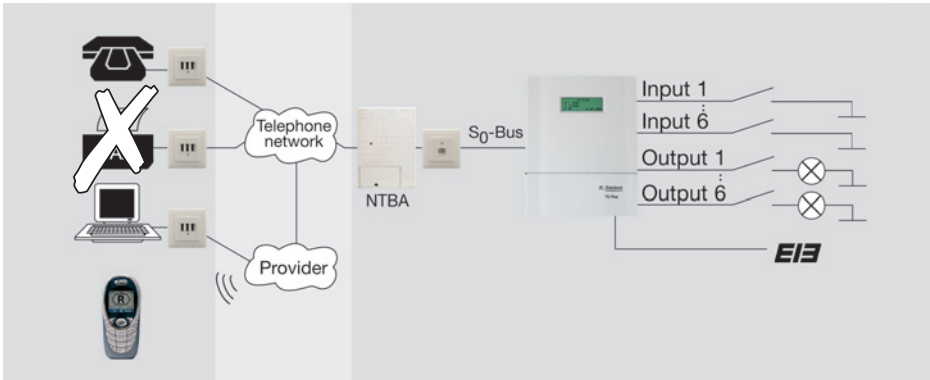 Telephone
network
Provider
NTBA
S₀-Bus
Input 1
Input 6
Output 1
Output 6
EIB